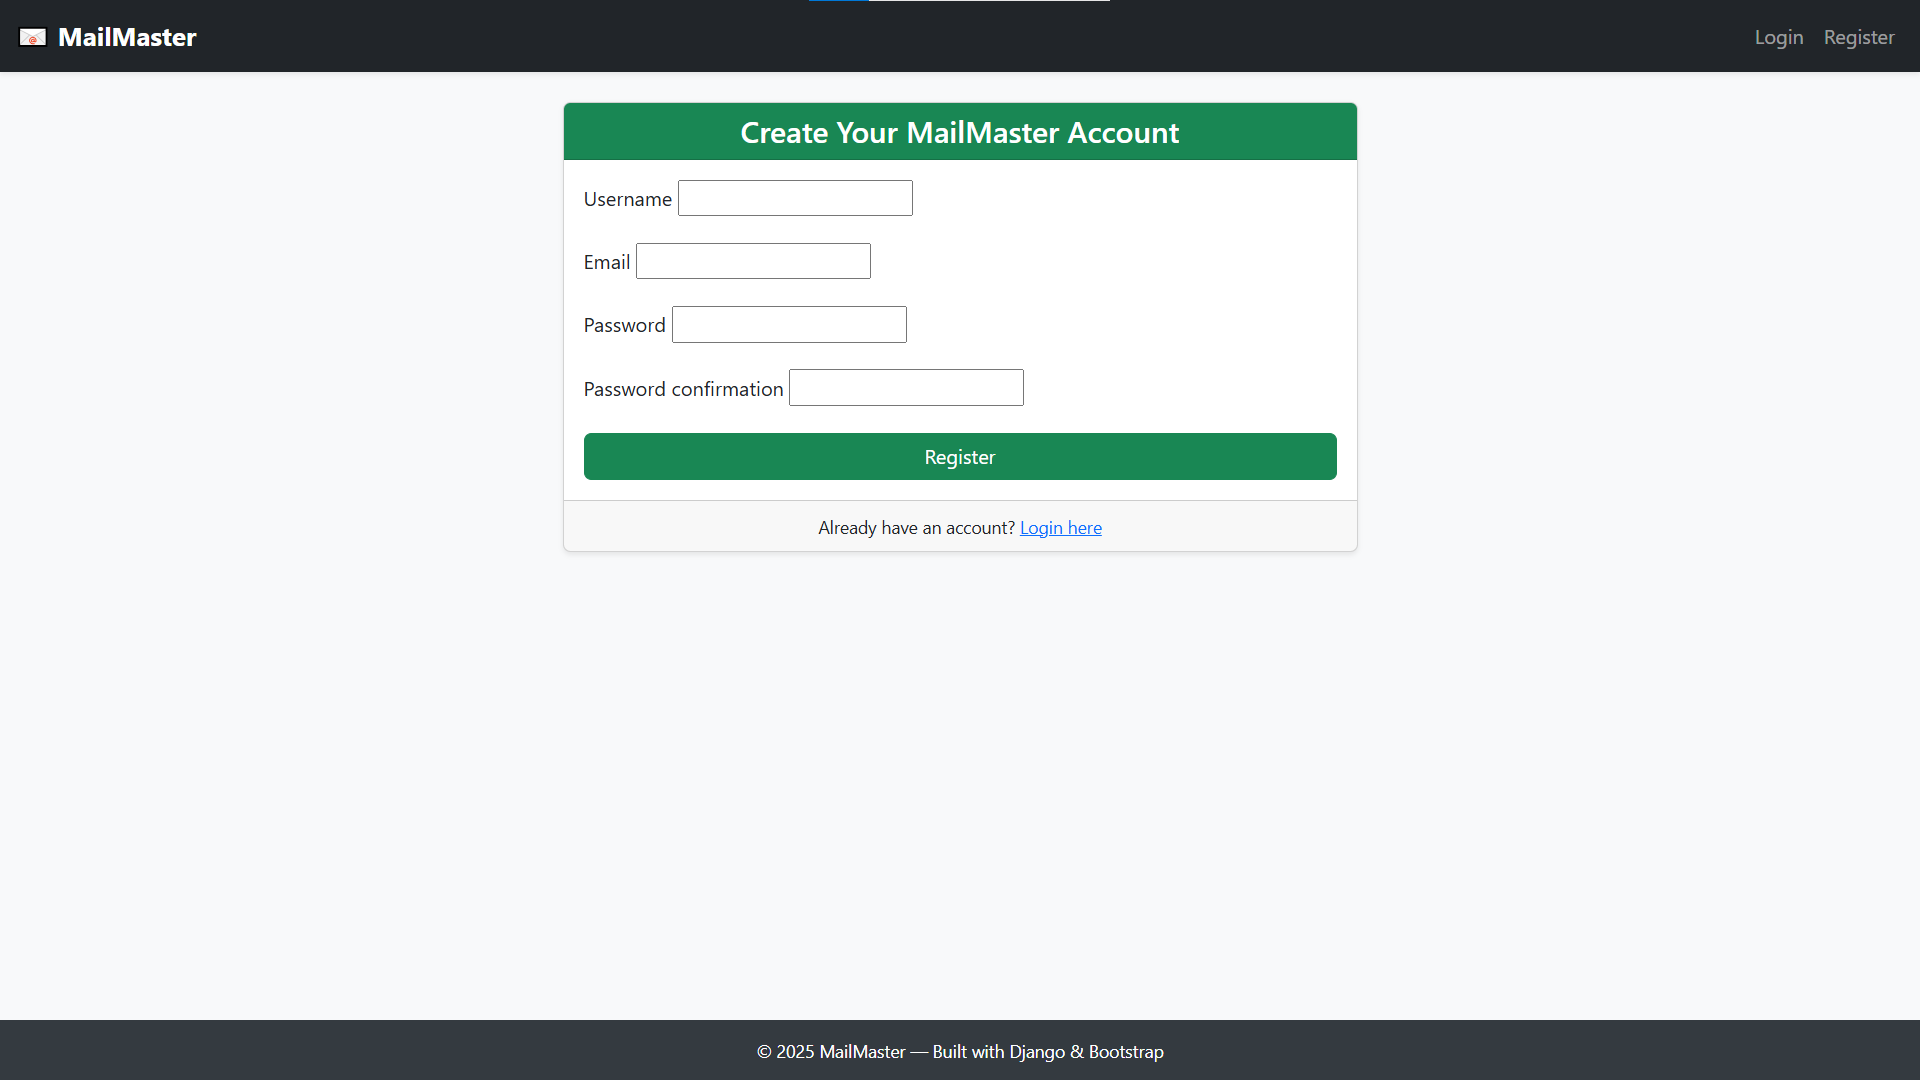 MailMaster
Login Register
Create Your MailMaster Account
Username
Email
Password
Password confirmation
Register
Already have an account? Login here
© 2025 MailMaster — Built with Django & Bootstrap